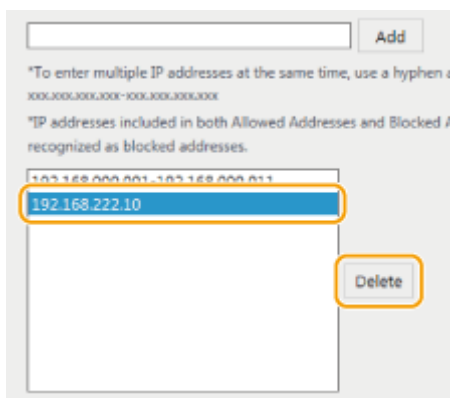 Add
*To enter multiple IP addresses at the same time, use a hyphen a
xxx.xxx.xxx.xxx-xxx.xxx.xxx.xxx
*IP addresses included in both Allowed Addresses and Blocked A
recognized as blocked addresses.
192.168.000.001-192.168.000.011
192.168.222.10
Delete